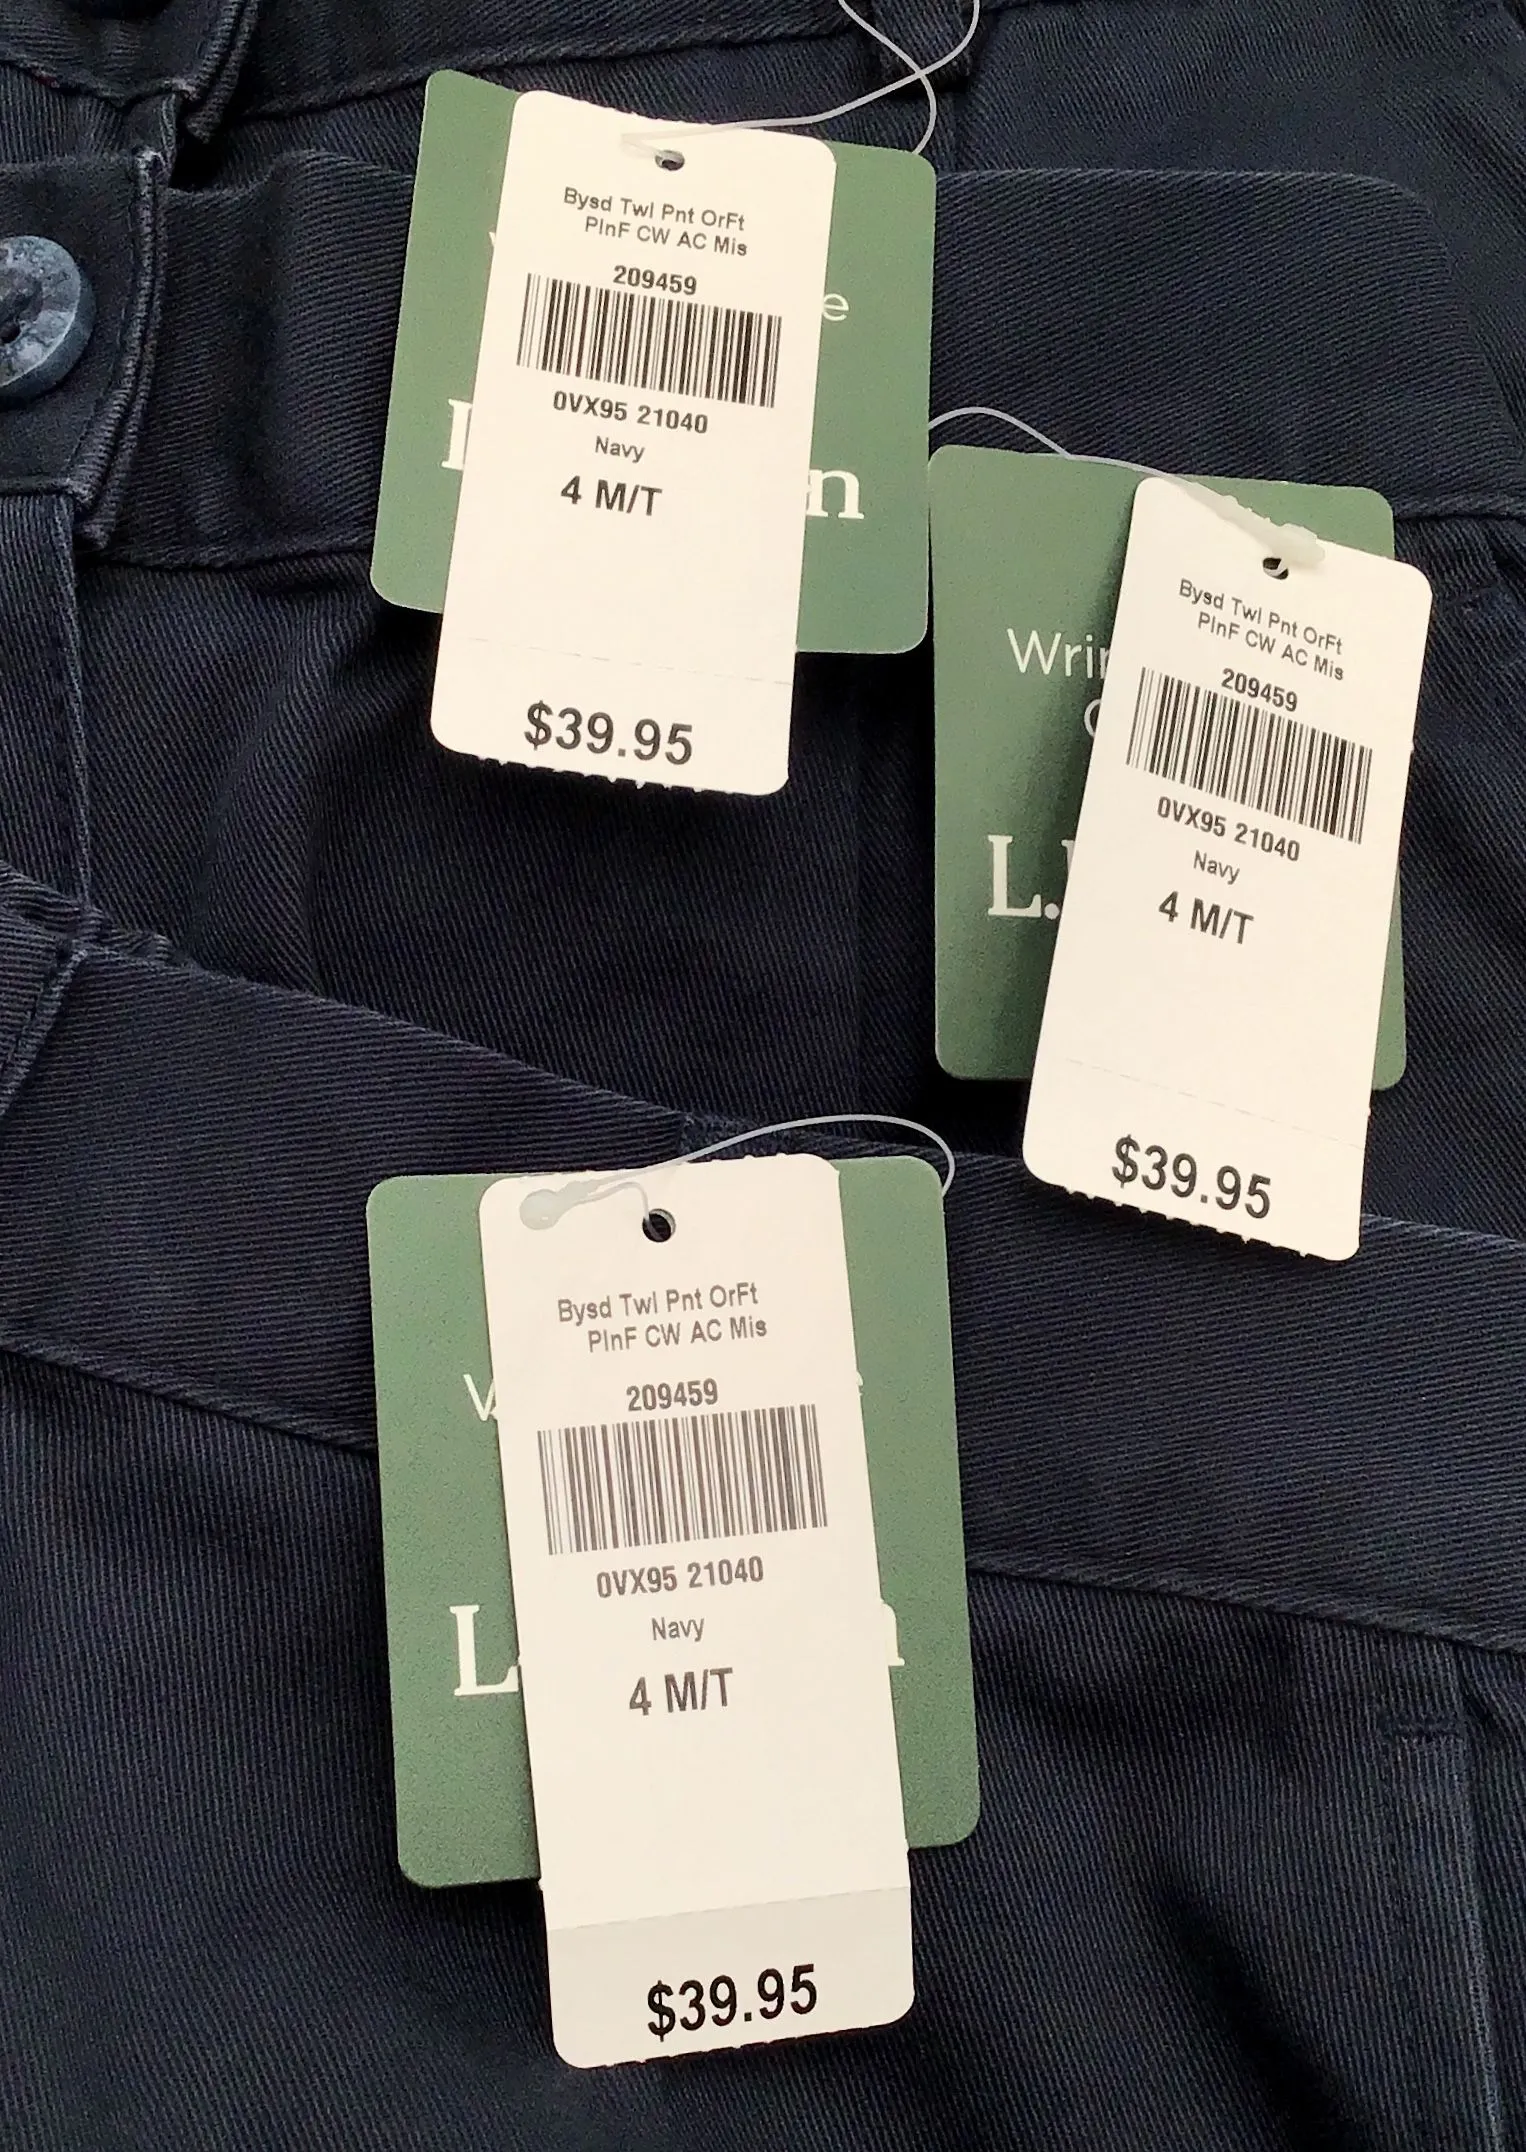 Bysd Twl Pnt OrFt
PlnF CW AC Mis
209459
0VX95 21040
Navy
4 M/T
$39.95
Bysd Twl Pnt OrFt
PlnF CW AC Mis
209459
0VX95 21040
Navy
4 M/T
$39.95
Bysd Twl Pnt OrFt
PlnF CW AC Mis
209459
0VX95 21040
Navy
4 M/T
$39.95